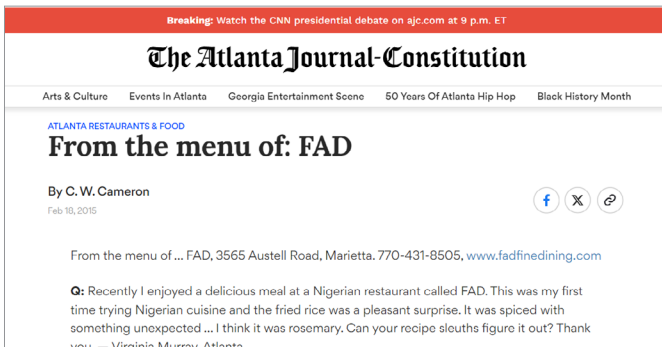 Breaking: Watch the CNN presidential debate on ajc.com at 9 p.m. ET
The Atlanta Journal-Constitution
Arts & Culture Events In Atlanta Georgia Entertainment Scene 50 Years Of Atlanta Hip Hop Black History Month
ATLANTA RESTAURANTS & FOOD
From the menu of: FAD
By C. W. Cameron
Feb 18, 2015
From the menu of ... FAD, 3565 Austell Road, Marietta. 770-431-8505, www.fadfinedining.com
Q: Recently I enjoyed a delicious meal at a Nigerian restaurant called FAD. This was my first
time trying Nigerian cuisine and the fried rice was a pleasant surprise. It was spiced with
something unexpected ... I think it was rosemary. Can your recipe sleuths figure it out? Thank
you. — Virginia Murray, Atlanta